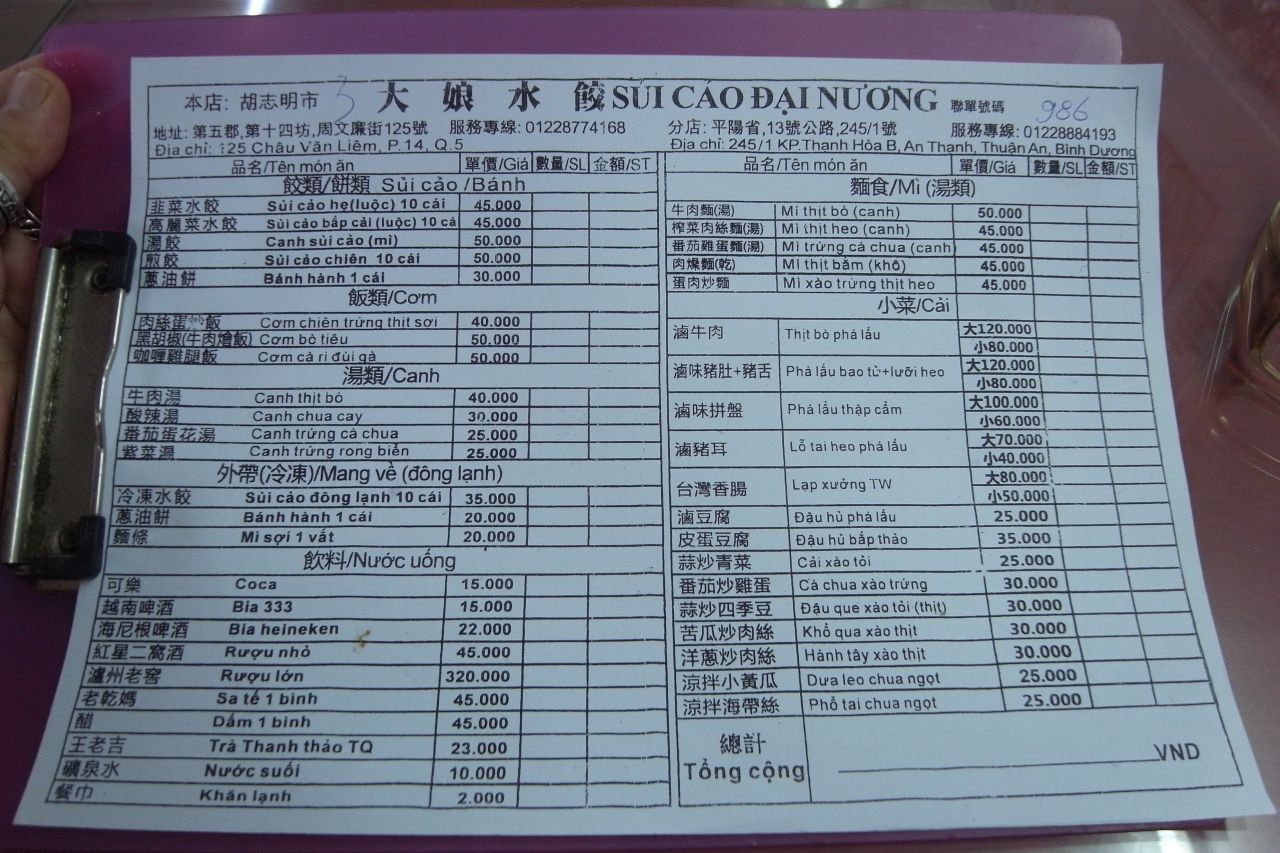 本店: 胡志明市 3 大 娘 水 餃 SỦI CẢO ĐẠI NƯƠNG 聯單號碼 986
地址: 第五郡,第十四坊,周文廉街125號 服務專線: 01228774168 分店: 平陽省,13號公路,245/1號 服務專線: 01228884193
Địa chỉ: 125 Châu Văn Liêm, P.14, Q.5 Địa chỉ: 245/1 KP.Thạnh Hòa B, An Thạnh, Thuận An, Bình Dương
品名/Tên món ăn 單價/Giá 數量/SL 金額/ST
餃類/餅類 Sủi cảo /Bánh
韭菜水餃 Sủi cảo hẹ(luộc) 10 cái 45.000
高麗菜水餃 Sủi cảo bắp cải (luộc) 10 cá 45.000
湯餃 Canh sủi cảo (mì) 50.000
煎餃 Sủi cảo chiên 10 cái 50.000
蔥油餅 Bánh hành 1 cái 30.000
飯類/Cơm
肉絲蛋炒飯 Cơm chiên trứng thịt sợi 40.000
黑胡椒(牛肉燴飯) Cơm bò tiêu 50.000
咖喱雞腿飯 Cơm cà ri đùi gà 50.000
湯類/Canh
牛肉湯 Canh thịt bò 40.000
酸辣湯 Canh chua cay 30.000
番茄蛋花湯 Canh trứng cà chua 25.000
紫菜湯 Canh trứng rong biển 25.000
外帶(冷凍)/Mang về (đông lạnh)
冷凍水餃 Sủi cảo đông lạnh 10 cái 35.000
蔥油餅 Bánh hành 1 cái 20.000
麵條 Mì sợi 1 vắt 20.000
飲料/Nước uống
可樂 Coca 15.000
越南啤酒 Bia 333 15.000
海尼根啤酒 Bia heineken 22.000
紅星二窩酒 Rượu nhỏ 45.000
瀘州老窖 Rượu lớn 320.000
老乾媽 Sa tế 1 bình 45.000
醋 Dấm 1 bình 45.000
王老吉 Trà Thanh thảo TQ 23.000
礦泉水 Nước suối 10.000
餐巾 Khăn lạnh 2.000
品名/Tên món ăn 單價/Giá 數量/SL 金額/ST
麵食/Mì (湯類)
牛肉麵(湯) Mì thịt bò (canh) 50.000
榨菜肉絲麵(湯) Mì thịt heo (canh) 45.000
番茄雞蛋麵(湯) Mì trứng cà chua (canh) 45.000
肉燥麵(乾) Mì thịt bằm (khô) 45.000
蛋肉炒麵 Mì xào trứng thịt heo 45.000
小菜/Cải
滷牛肉 Thịt bò phá lấu 大120.000
小80.000
滷味豬肚+豬舌 Phá lấu bao tử+lưỡi heo 大120.000
小80.000
滷味拼盤 Phá lấu thập cẩm 大100.000
小60.000
滷豬耳 Lỗ tai heo phá lấu 大70.000
小40.000
台灣香腸 Lạp xưởng TW 大80.000
小50.000
滷豆腐 Đậu hủ phá lấu 25.000
皮蛋豆腐 Đậu hủ bắp thảo 35.000
蒜炒青菜 Cải xào tỏi 25.000
番茄炒雞蛋 Cà chua xào trứng 30.000
蒜炒四季豆 Đậu que xào tỏi (thịt) 30.000
苦瓜炒肉絲 Khổ qua xào thịt 30.000
洋蔥炒肉絲 Hành tây xào thịt 30.000
涼拌小黃瓜 Dưa leo chua ngọt 25.000
涼拌海帶絲 Phổ tai chua ngọt 25.000
總計
Tổng cộng VND